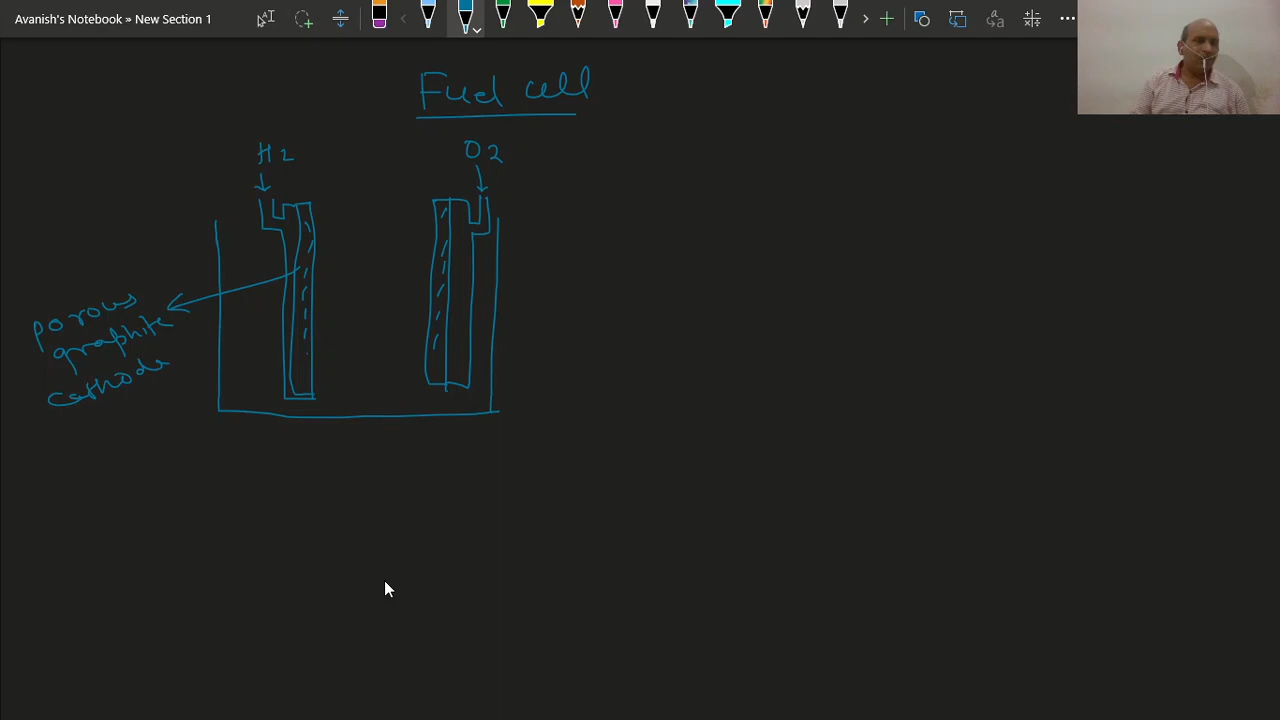 Avanish's Notebook » New Section 1
Fuel cell
H2
O2
porous
graphite
cathode